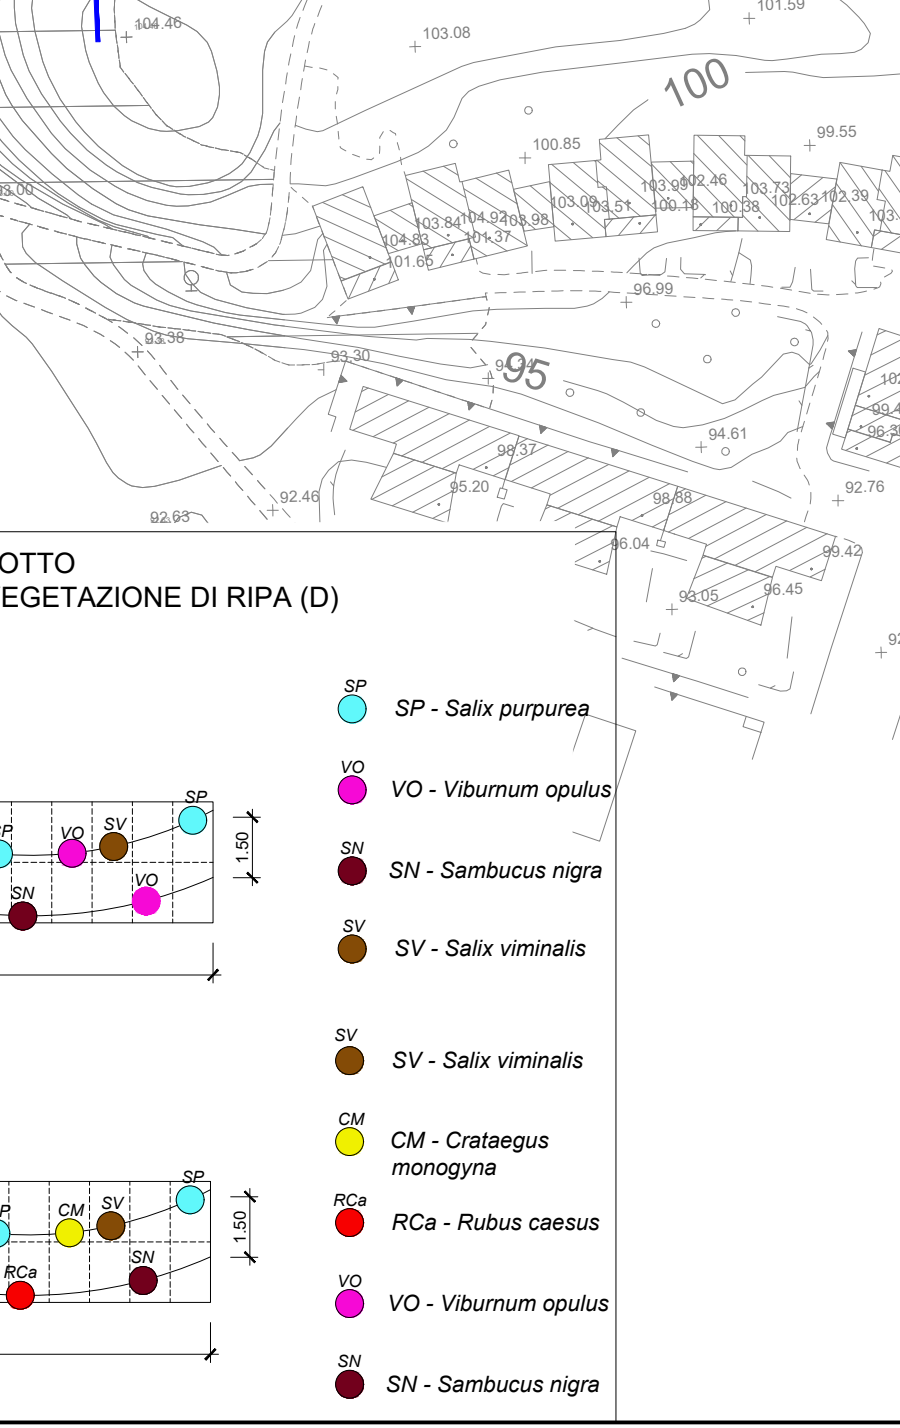 104.46
103.08
101.59
100
99.55
100.85
103.00
103.09
103.51
103.99
102.46
100.18
100.38
103.73
102.63
102.39
103.84
104.92
103.98
101.37
104.83
101.65
96.99
93.38
93.30
95
94.61
98.37
95.20
92.46
92.63
98.88
92.76
96.04
99.42
93.05
96.45
OTTO
EGETAZIONE DI RIPA (D)
SP
SP - Salix purpurea
VO
VO - Viburnum opulus
SN
SN - Sambucus nigra
SV
SV - Salix viminalis
SP
VO
SV
SP
SN
VO
1.50
SV
SV - Salix viminalis
CM
CM - Crataegus
monogyna
RCa
RCa - Rubus caesus
VO
VO - Viburnum opulus
SN
SN - Sambucus nigra
CM
SV
SP
RCa
SN
1.50